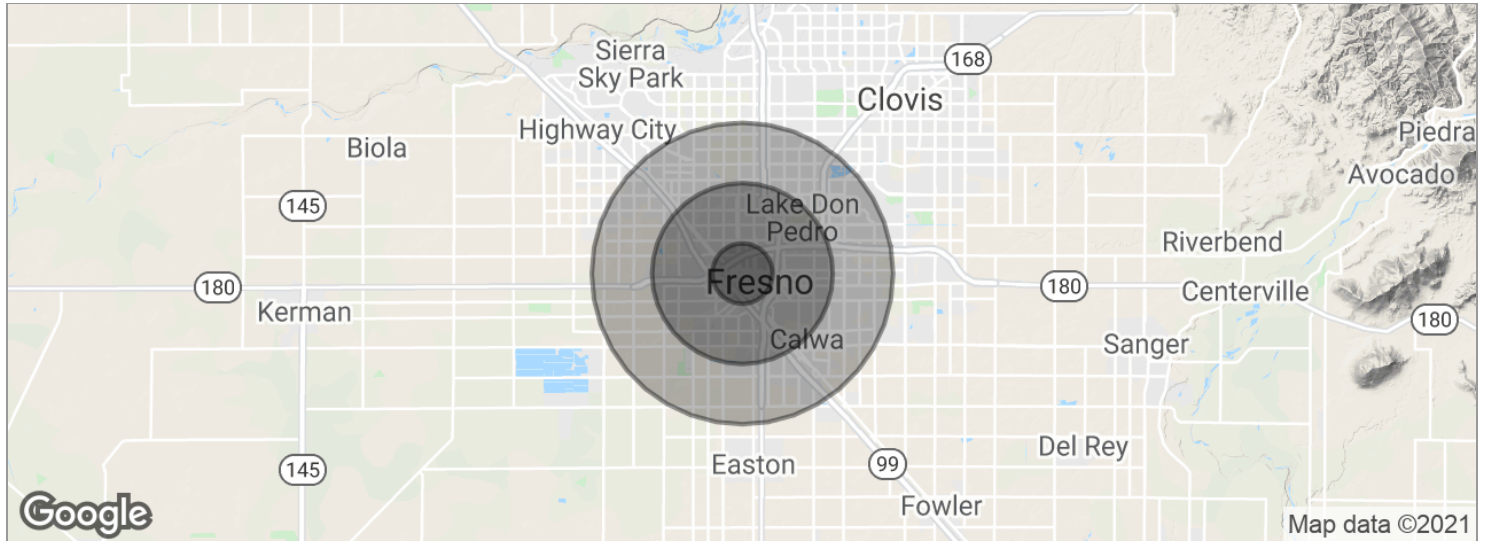 Sierra
Sky Park
168
Clovis
Highway City
Piedra
Biola
Avocado
145
Lake Don
Pedro
Riverbend
180
Fresno
180
Centerville
Kerman
180
Calwa
Sanger
Del Rey
145
Easton
99
Fowler
Google
Map data ©2021